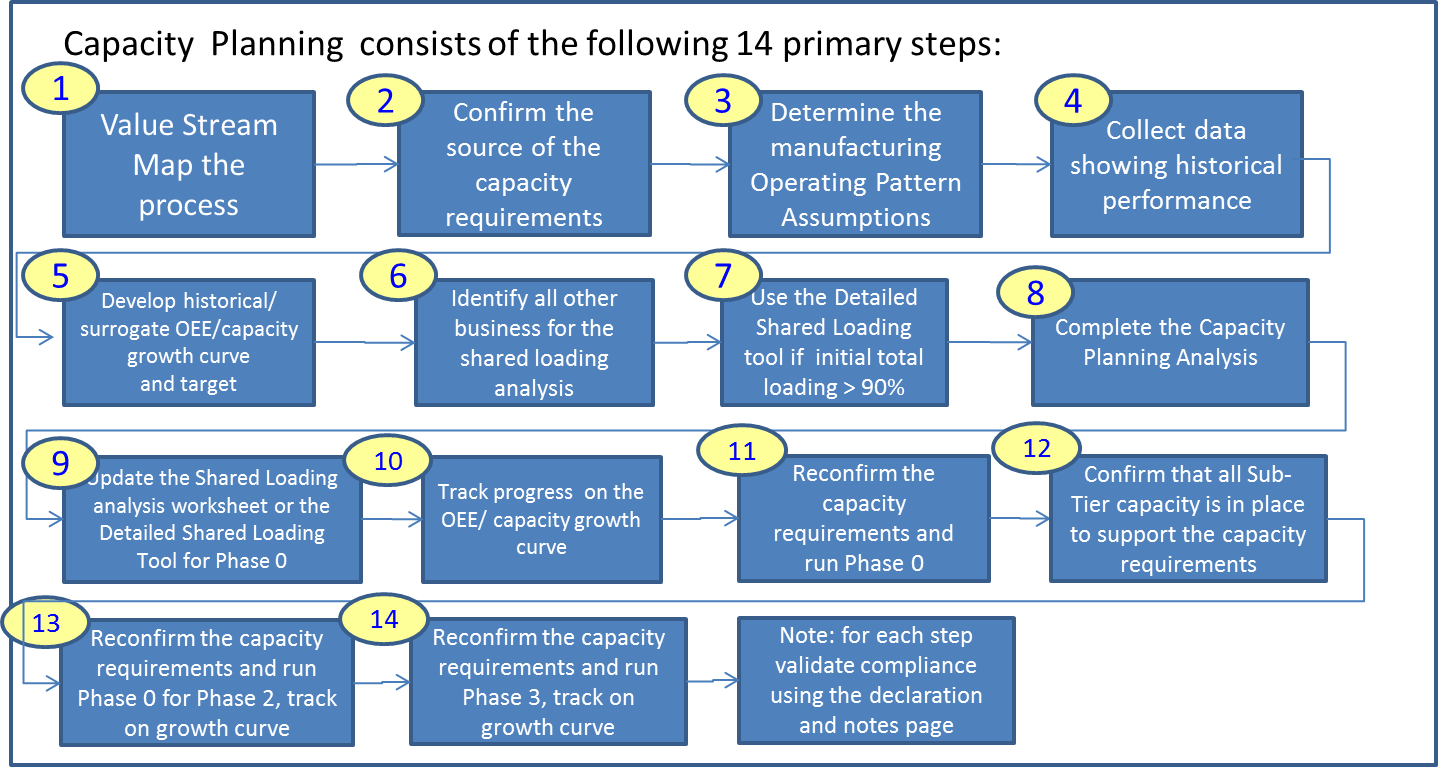 Capacity Planning consists of the following 14 primary steps:
1
Value Stream
Map the
process
2
Confirm the
source of the
capacity
requirements
3
Determine the
manufacturing
Operating Pattern
Assumptions
4
Collect data
showing historical
performance
5
Develop historical/
surrogate OEE/capacity
growth curve
and target
6
Identify all other
business for the
shared loading
analysis
7
Use the Detailed
Shared Loading
tool if initial total
loading > 90%
8
Complete the Capacity
Planning Analysis
9
Update the Shared Loading
analysis worksheet or the
Detailed Shared Loading
Tool for Phase 0
10
Track progress on the
OEE/ capacity growth
curve
11
Reconfirm the
capacity
requirements and
run Phase 0
12
Confirm that all Sub-
Tier capacity is in place
to support the capacity
requirements
13
Reconfirm the capacity
requirements and run
Phase 0 for Phase 2, track
on growth curve
14
Reconfirm the capacity
requirements and run
Phase 3, track on
growth curve
Note: for each step
validate compliance
using the declaration
and notes page